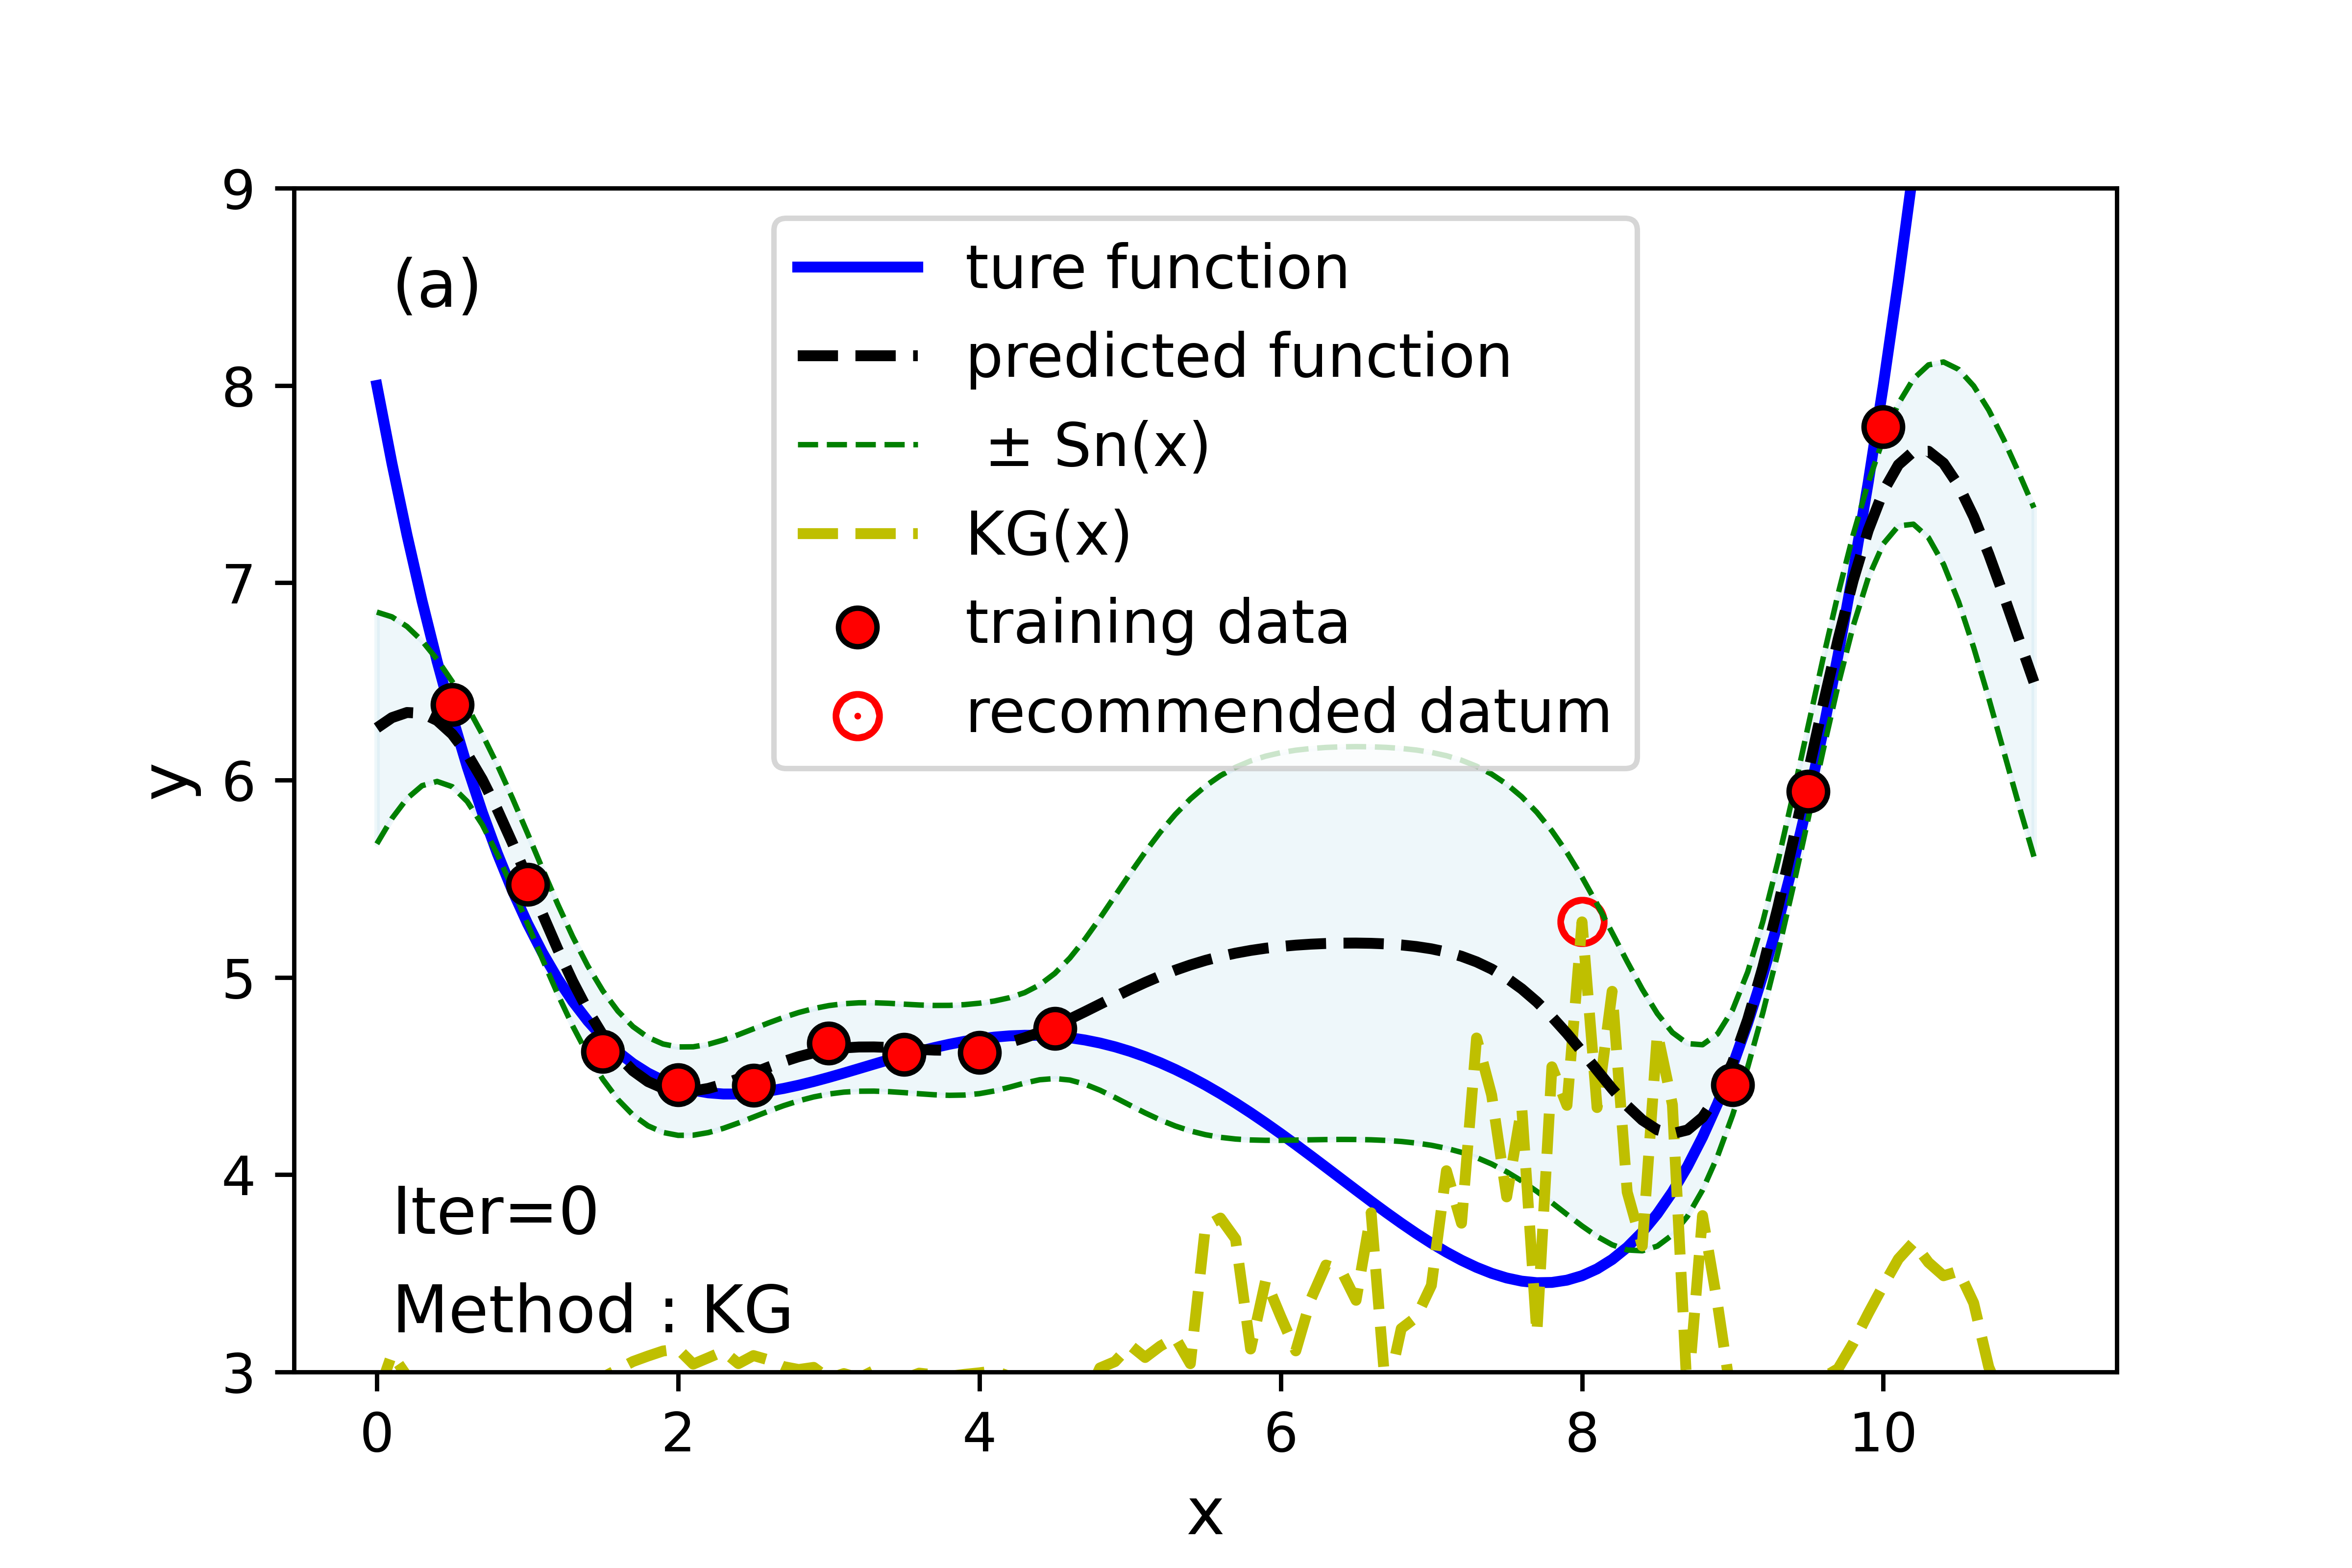 (a)
ture function
predicted function
± Sn(x)
KG(x)
training data
recommended datum
Iter=0
Method : KG
y
9
8
7
6
5
4
3
0 2 4 6 8 10
x